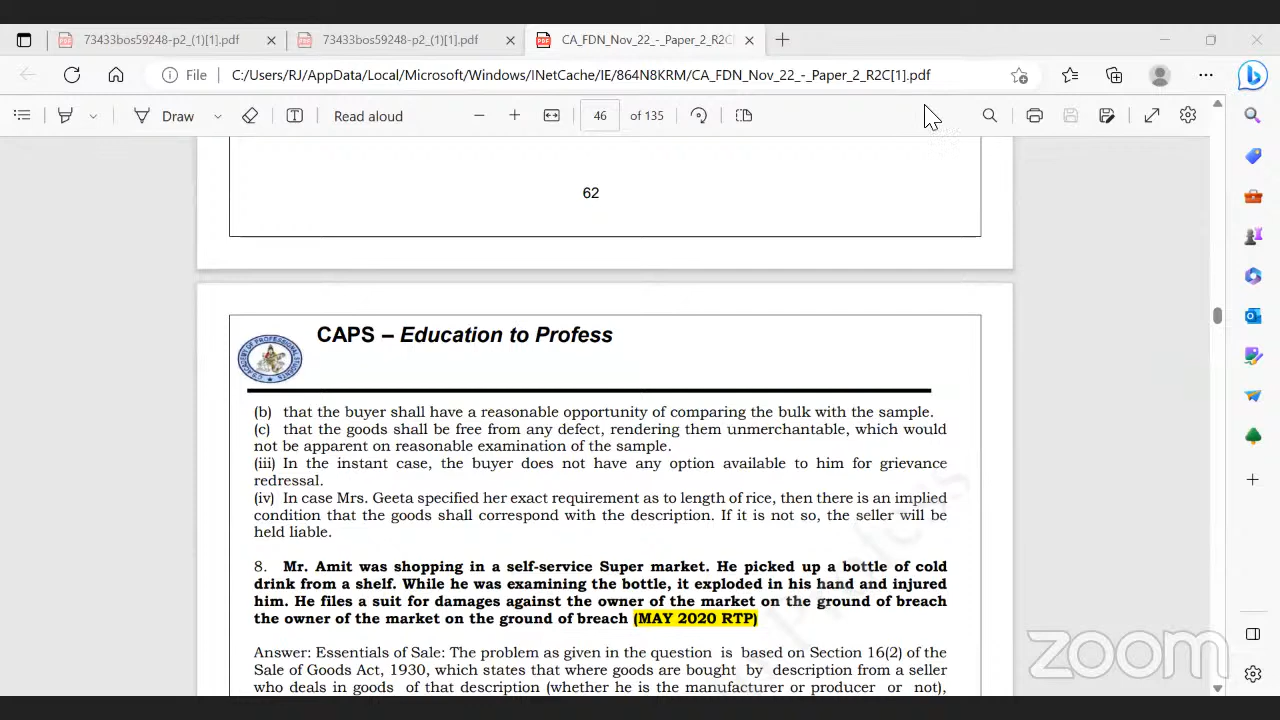 73433bos59248-p2_(1)[1].pdf
73433bos59248-p2_(1)[1].pdf
CA_FDN_Nov_22_-_Paper_2_R2C
File
C:/Users/RJ/AppData/Local/Microsoft/Windows/INetCache/IE/864N8KRM/CA_FDN_Nov_22_-_Paper_2_R2C[1].pdf
Draw
Read aloud
46
of 135
62
CAPS – Education to Profess
(b) that the buyer shall have a reasonable opportunity of comparing the bulk with the sample.
(c) that the goods shall be free from any defect, rendering them unmerchantable, which would
not be apparent on reasonable examination of the sample.
(iii) In the instant case, the buyer does not have any option available to him for grievance
redressal.
(iv) In case Mrs. Geeta specified her exact requirement as to length of rice, then there is an implied
condition that the goods shall correspond with the description. If it is not so, the seller will be
held liable.
8. Mr. Amit was shopping in a self-service Super market. He picked up a bottle of cold
drink from a shelf. While he was examining the bottle, it exploded in his hand and injured
him. He files a suit for damages against the owner of the market on the ground of breach
the owner of the market on the ground of breach (MAY 2020 RTP)
Answer: Essentials of Sale: The problem as given in the question is based on Section 16(2) of the
Sale of Goods Act, 1930, which states that where goods are bought by description from a seller
who deals in goods of that description (whether he is the manufacturer or producer or not),
zoom